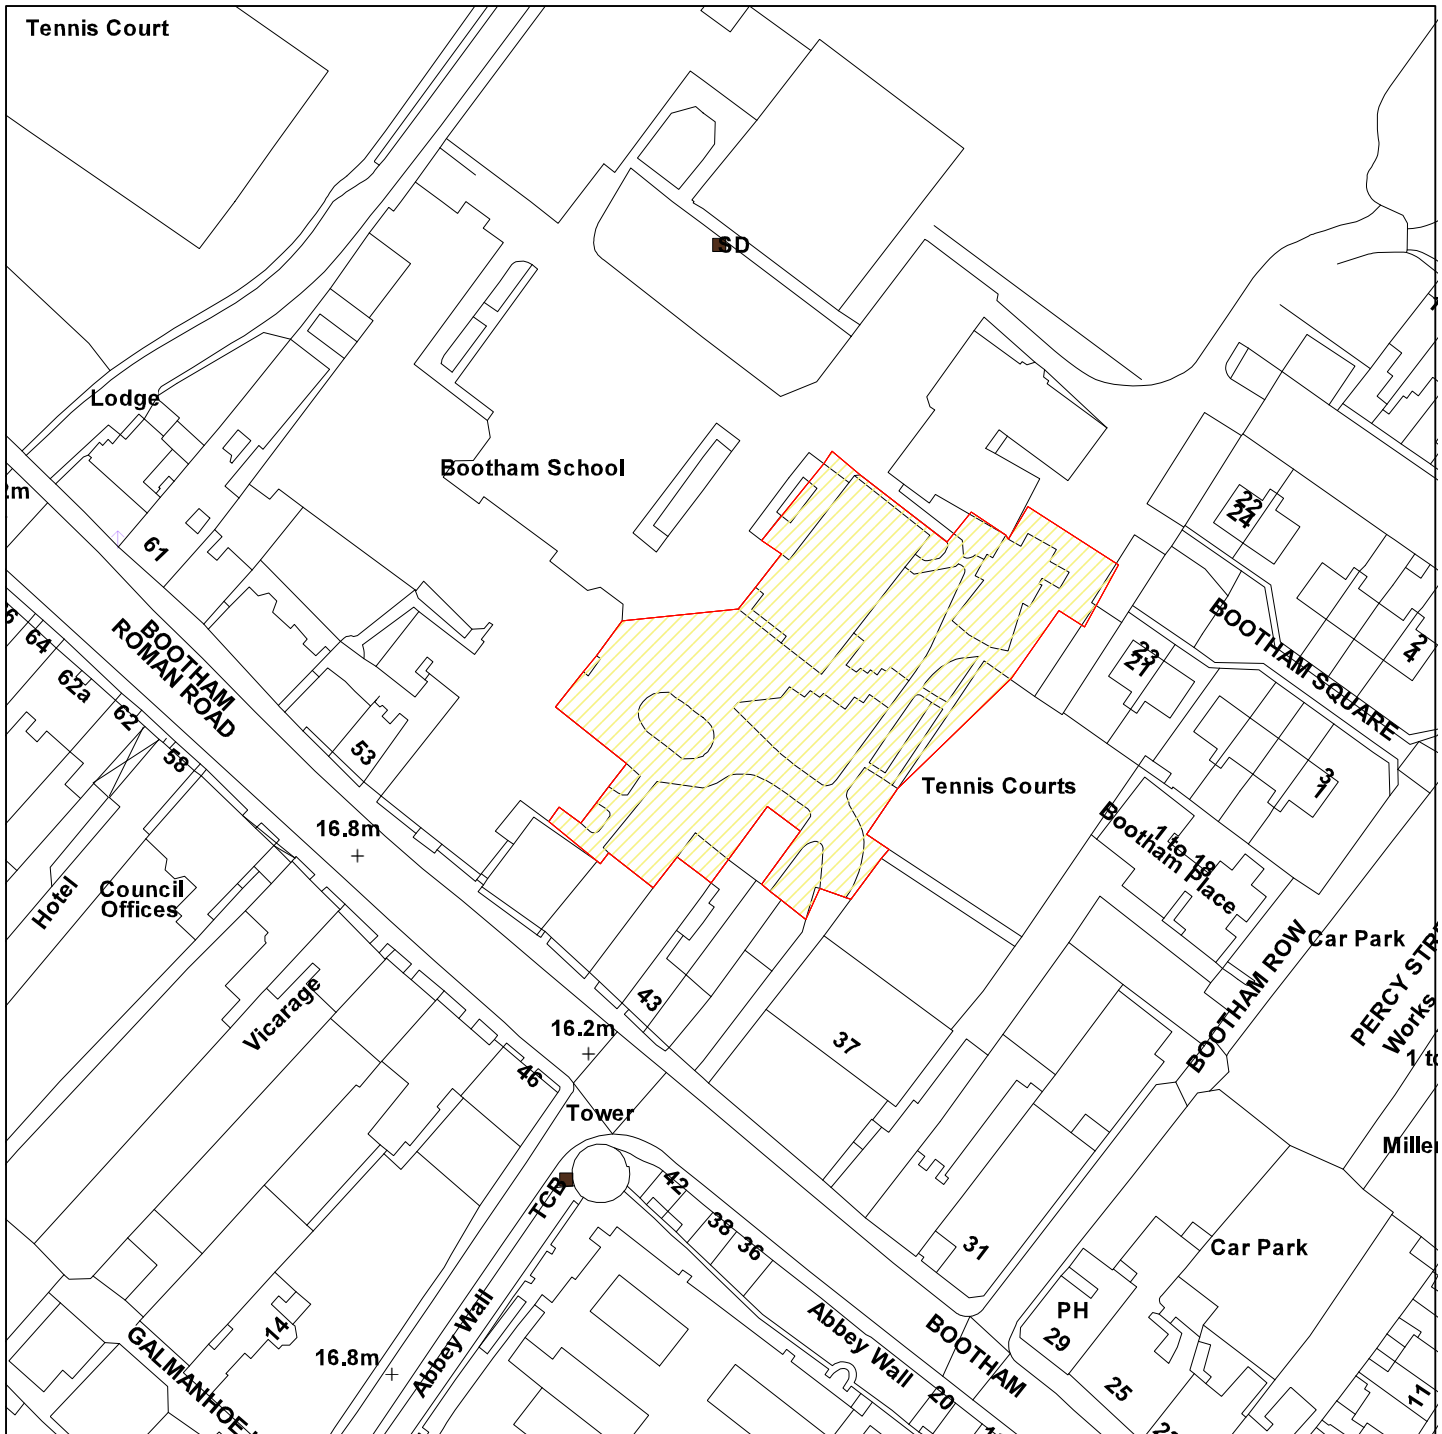 Tennis Court
SD
Lodge
Bootham School
22
24
61
BOOTHAM
ROMAN ROAD
64
62a
62
58
53
BOOTHAM SQUARE
2
4
23
21
3
1
Tennis Courts
1 to 18
Bootham Place
16.8m
Hotel
Council
Offices
Vicarage
43
37
16.2m
46
BOOTHAM ROW
Car Park
PERCY STR
Works
1 to
Tower
TCB
42
38
36
31
Miller
Car Park
PH
29
25
14
16.8m
Abbey Wall
Abbey Wall
BOOTHAM
20
11
GALMANHOE